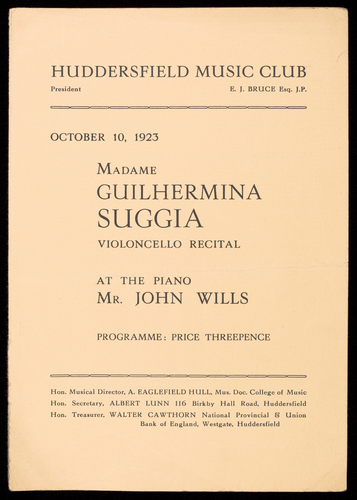 HUDDERSFIELD MUSIC CLUB
President E. J. BRUCE Esq. J.P.
OCTOBER 10, 1923
MADAME
GUILHERMINA
SUGGIA
VIOLONCELLO RECITAL
AT THE PIANO
MR. JOHN WILLS
PROGRAMME: PRICE THREEPENCE
Hon. Musical Director, A. EAGLEFIELD HULL, Mus. Doc. College of Music
Hon. Secretary, ALBERT LUNN 116 Birkby Hall Road, Huddersfield
Hon. Treasurer, WALTER CAWTHORN National Provincial & Union
Bank of England, Westgate, Huddersfield